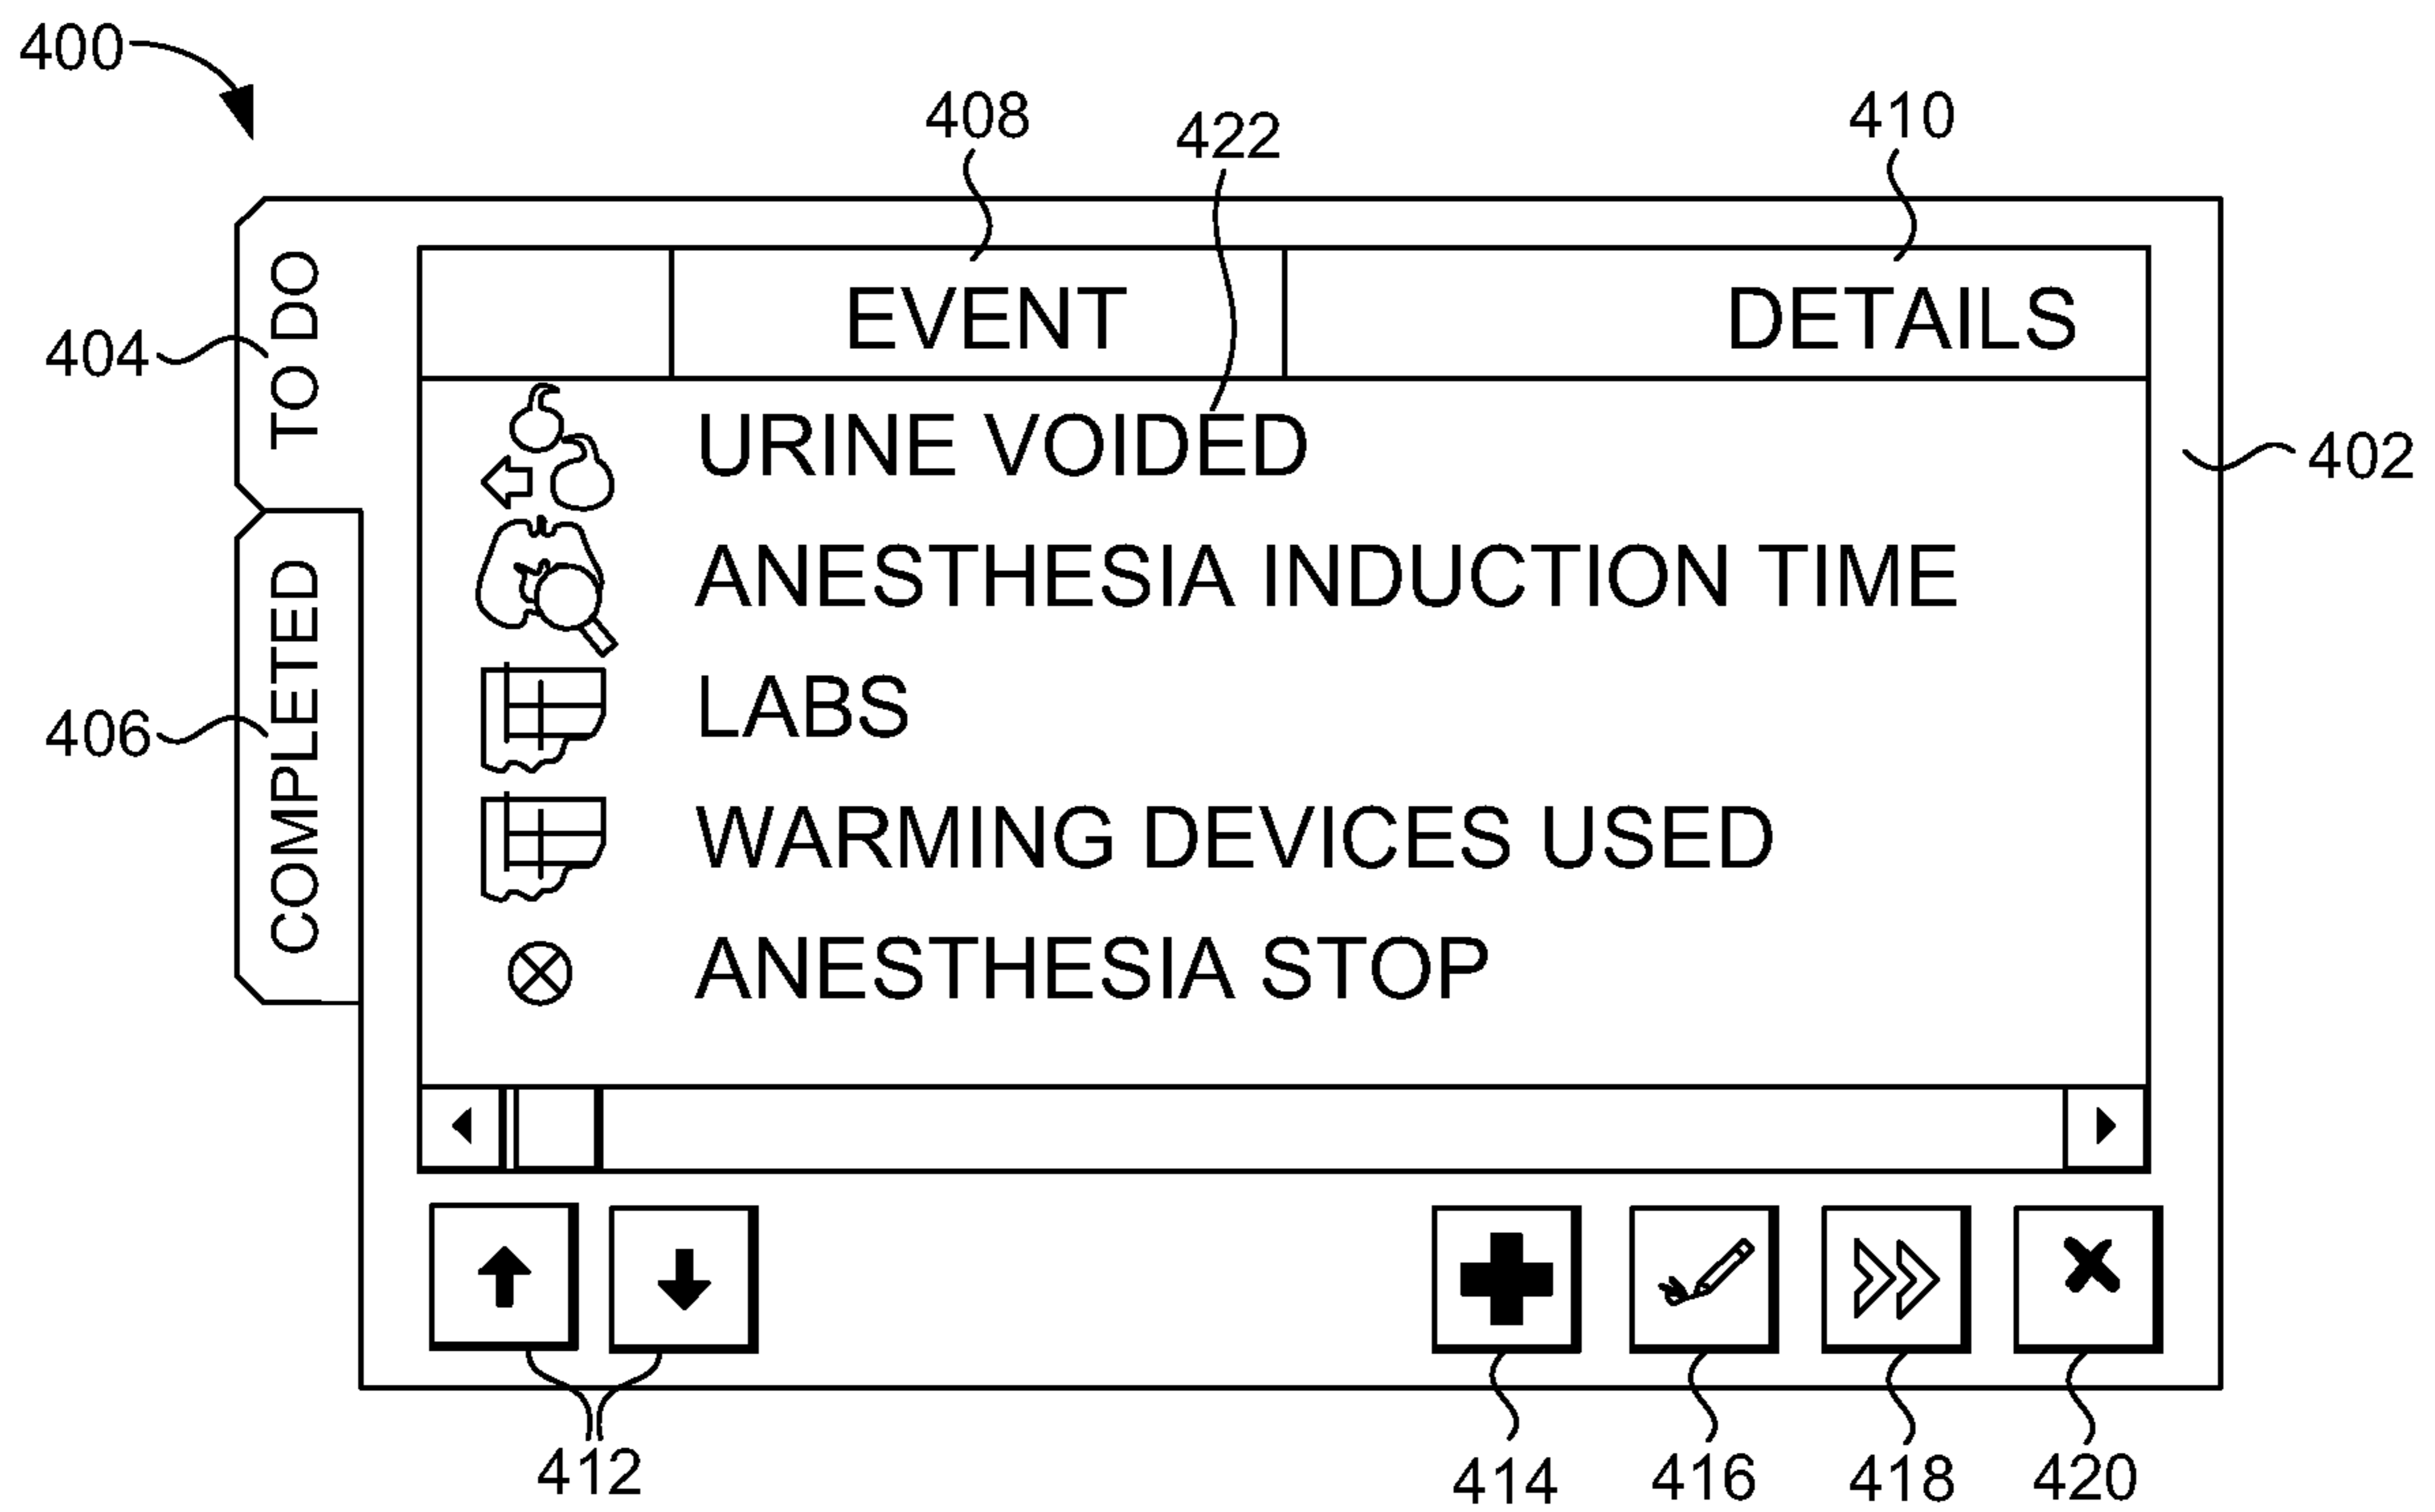 400
408
422
410
TO DO
404
EVENT
DETAILS
URINE VOIDED
402
ANESTHESIA INDUCTION TIME
COMPLETED
406
LABS
WARMING DEVICES USED
ANESTHESIA STOP
412
414
416
418
420